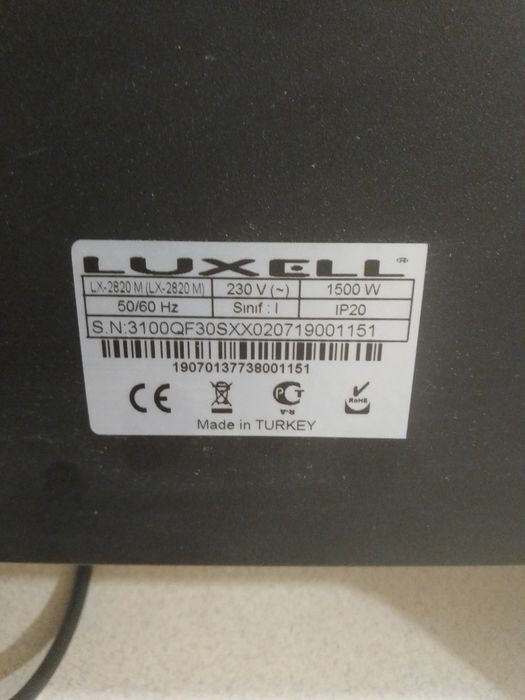 LUXELL ®
LX-2820 M (LX-2820 M) 230 V (~) 1500 W
50/60 Hz Sınıf : I IP20
S.N:3100QF30SXX020719001151
19070137738001151
CE PCT RoHS
R-A
Made in TURKEY